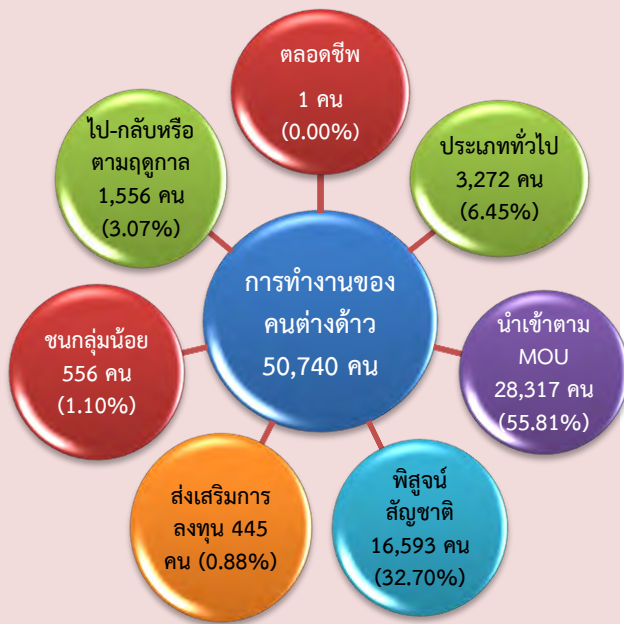 ตลอดชีพ
1 คน
(0.00%)
ประเภททั่วไป
3,272 คน
(6.45%)
นำเข้าตาม
MOU
28,317 คน
(55.81%)
พิสูจน์
สัญชาติ
16,593 คน
(32.70%)
ส่งเสริมการ
ลงทุน 445
คน (0.88%)
ชนกลุ่มน้อย
556 คน
(1.10%)
ไป-กลับหรือ
ตามฤดูกาล
1,556 คน
(3.07%)
การทำงานของ
คนต่างด้าว
50,740 คน